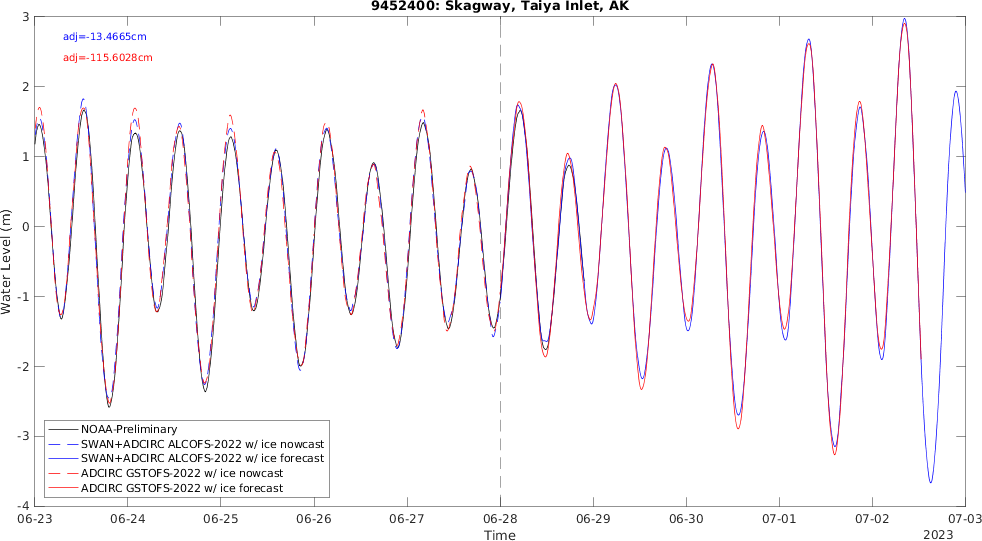 9452400: Skagway, Taiya Inlet, AK
adj=-13.4665cm
adj=-115.6028cm
3
2
1
0
-1
-2
-3
-4
Water Level (m)
NOAA-Preliminary
SWAN+ADCIRC ALCOFS-2022 w/ ice nowcast
SWAN+ADCIRC ALCOFS-2022 w/ ice forecast
ADCIRC GSTOFS-2022 w/ ice nowcast
ADCIRC GSTOFS-2022 w/ ice forecast
06-23 06-24 06-25 06-26 06-27 06-28 06-29 06-30 07-01 07-02 07-03
Time
2023